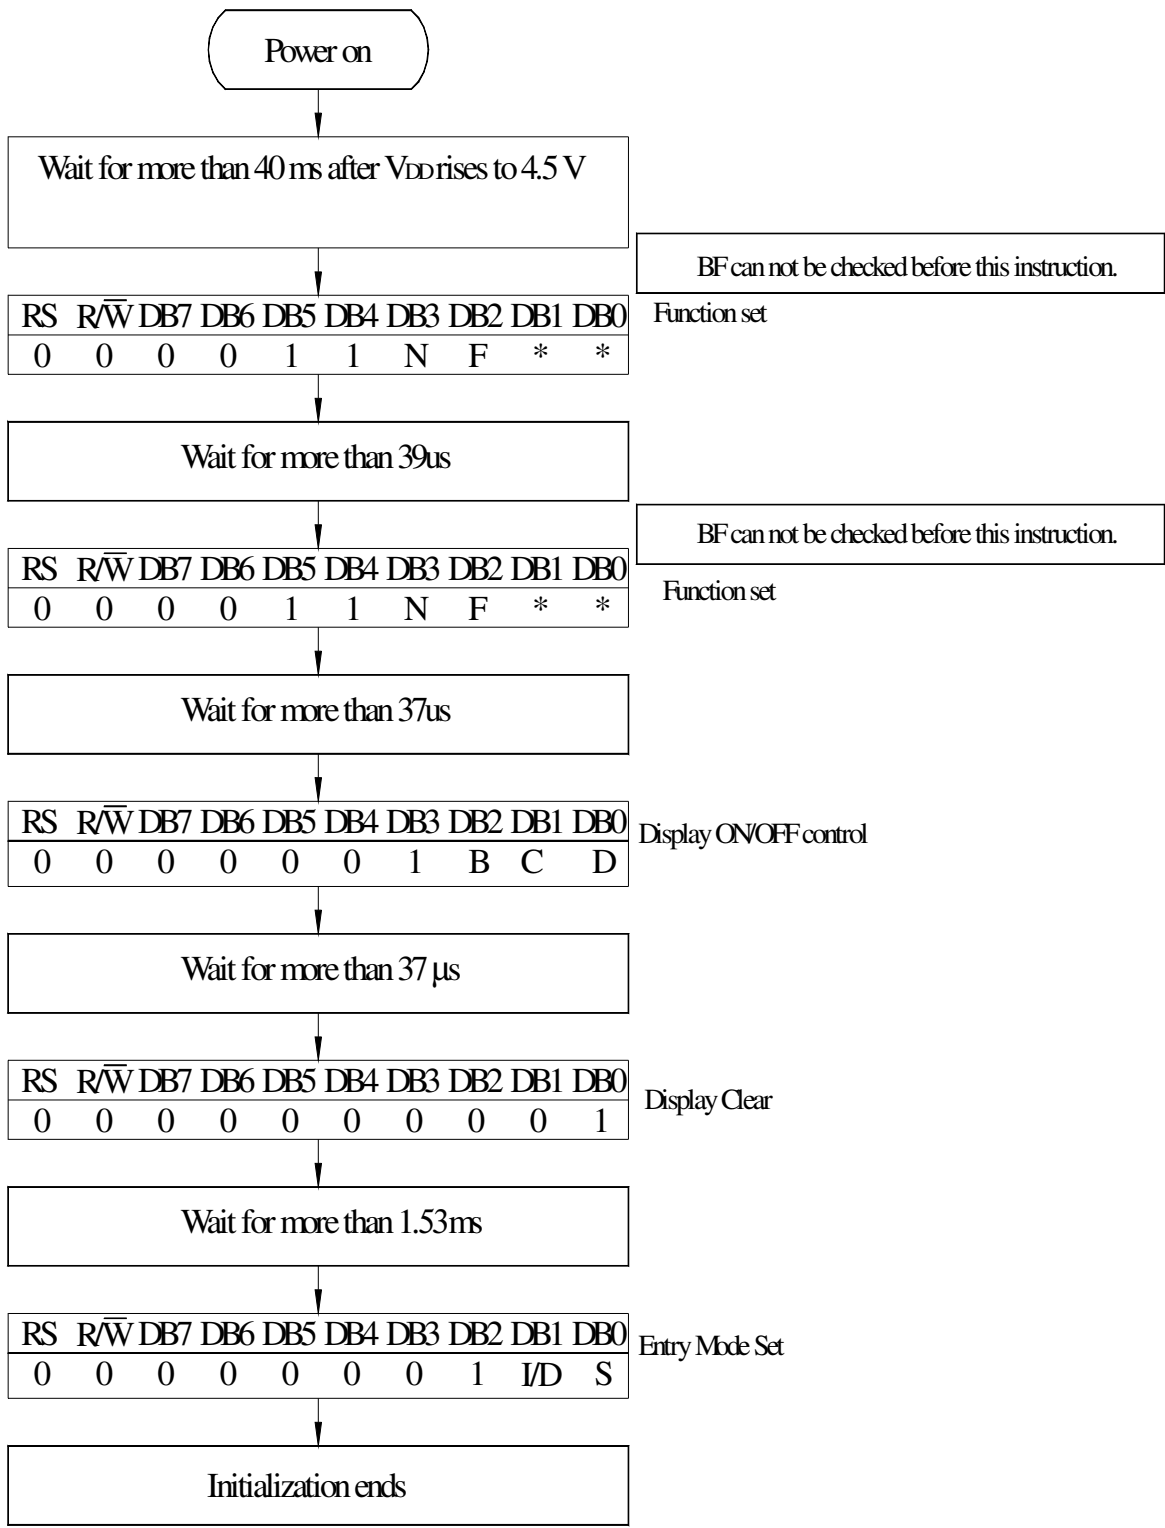 Power on
Wait for more than 40 ms after VDD rises to 4.5 V
BF can not be checked before this instruction.
RS R/W̅ DB7 DB6 DB5 DB4 DB3 DB2 DB1 DB0
Function set
0 0 0 0 1 1 N F * *
Wait for more than 39us
BF can not be checked before this instruction.
RS R/W̅ DB7 DB6 DB5 DB4 DB3 DB2 DB1 DB0
Function set
0 0 0 0 1 1 N F * *
Wait for more than 37us
RS R/W̅ DB7 DB6 DB5 DB4 DB3 DB2 DB1 DB0
Display ON/OFF control
0 0 0 0 0 0 1 B C D
Wait for more than 37 μs
RS R/W̅ DB7 DB6 DB5 DB4 DB3 DB2 DB1 DB0
Display Clear
0 0 0 0 0 0 0 0 0 1
Wait for more than 1.53ms
RS R/W̅ DB7 DB6 DB5 DB4 DB3 DB2 DB1 DB0
Entry Mode Set
0 0 0 0 0 0 0 1 I/D S
Initialization ends